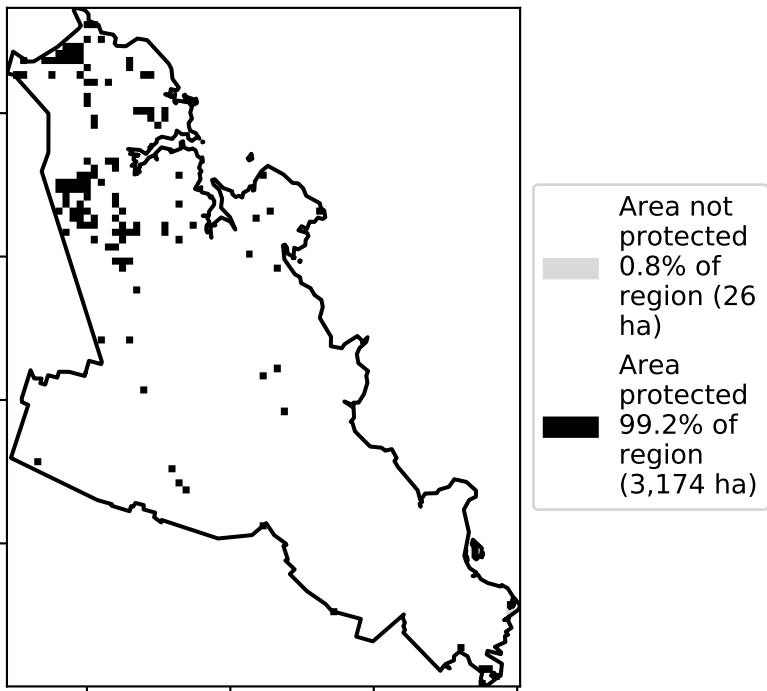 Area not
protected
0.8% of
region (26
ha)
Area
protected
99.2% of
region
(3,174 ha)